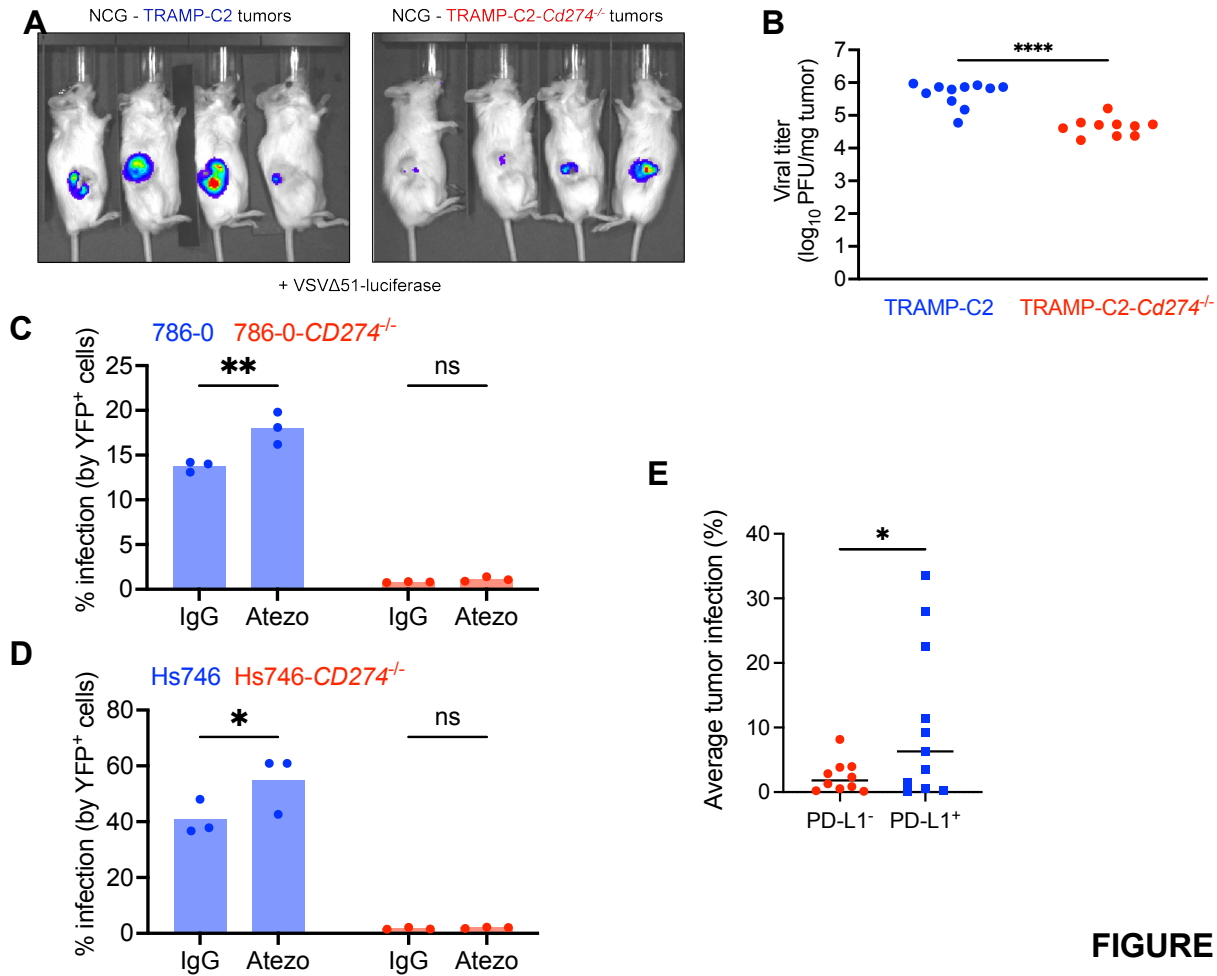 A
NCG - TRAMP-C2 tumors
NCG - TRAMP-C2-Cd274-/- tumors
+ VSVΔ51-luciferase
B
****
7
6
5
4
3
2
1
0
Viral titer
(log10 PFU/mg tumor)
TRAMP-C2
TRAMP-C2-Cd274-/-
C
786-0 786-0-CD274-/-
**
ns
25
20
15
10
5
0
% infection (by YFP+ cells)
IgG
Atezo
IgG
Atezo
D
Hs746 Hs746-CD274-/-
*
ns
80
60
40
20
0
% infection (by YFP+ cells)
IgG
Atezo
IgG
Atezo
E
*
40
30
20
10
0
Average tumor infection (%)
PD-L1-
PD-L1+
FIGURE